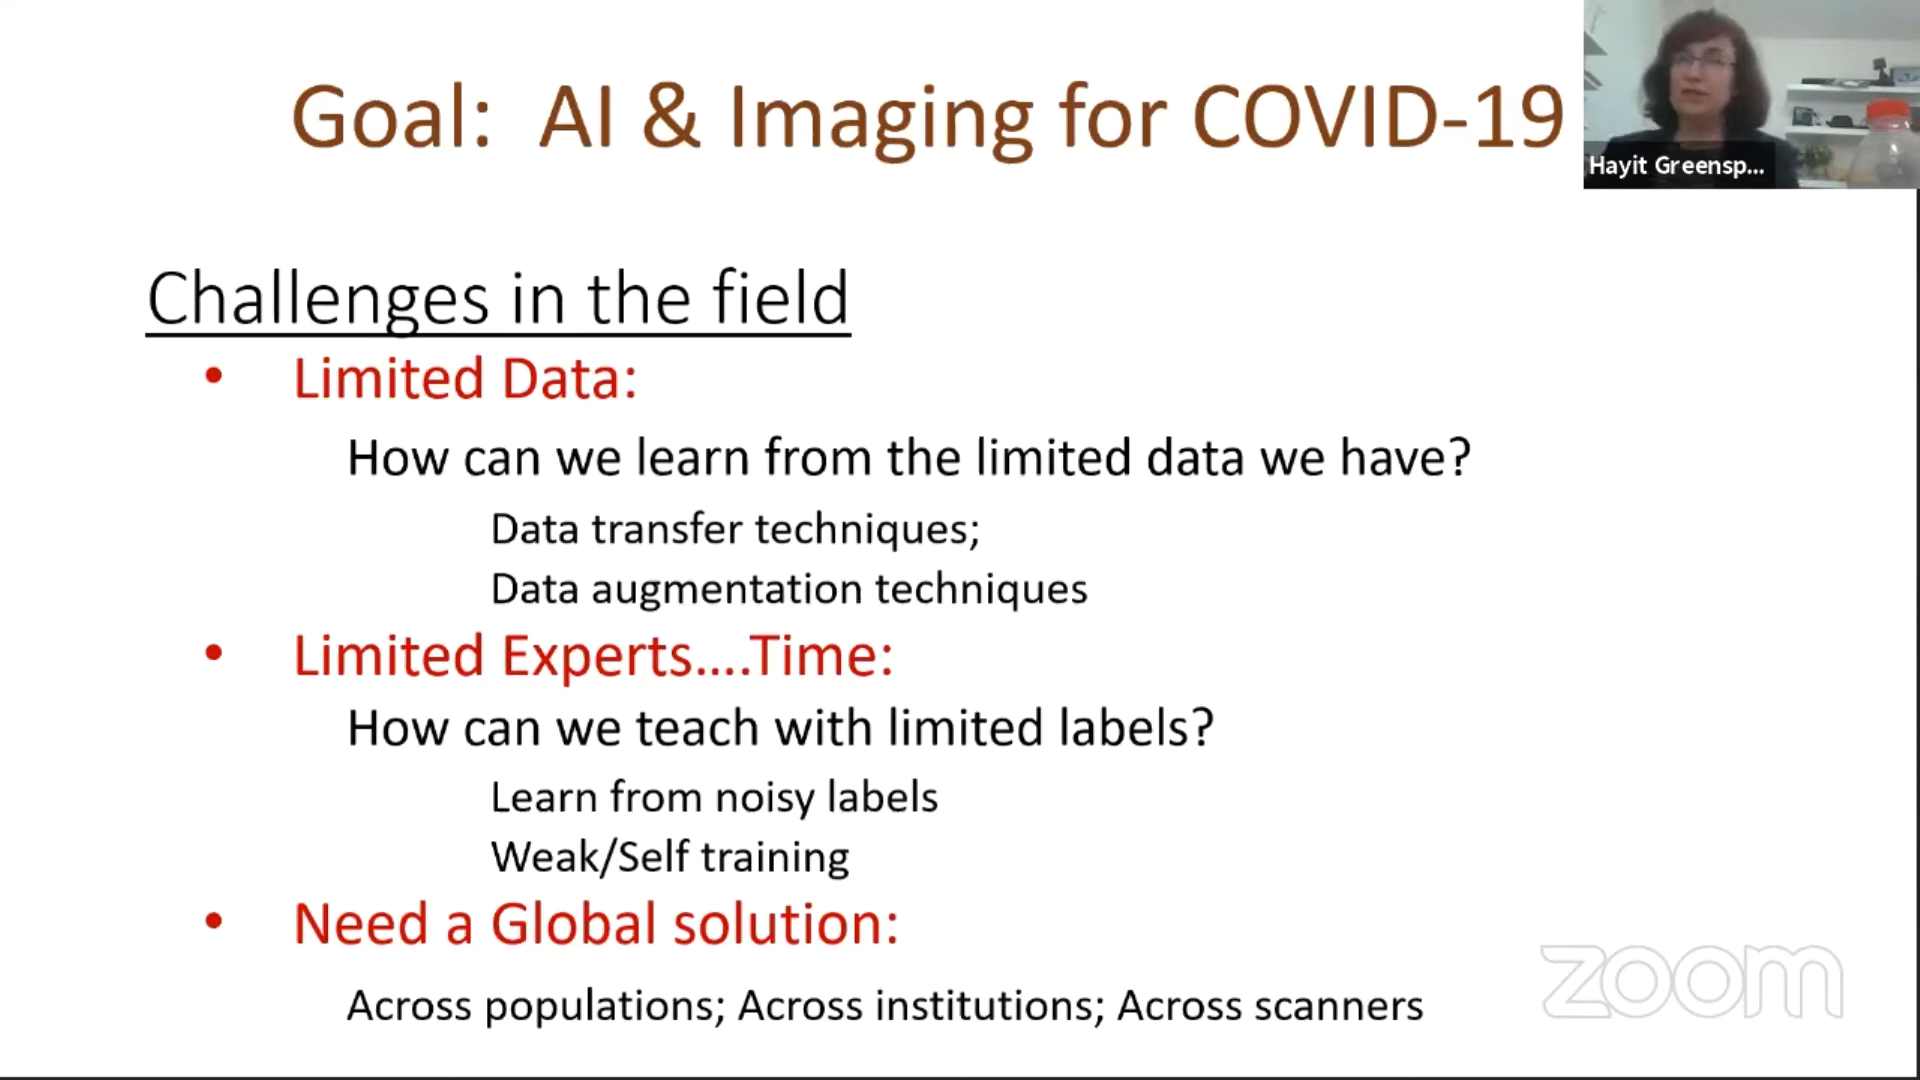 Goal: AI & Imaging for COVID-19
Hayit Greensp...
Challenges in the field
• Limited Data:
How can we learn from the limited data we have?
Data transfer techniques;
Data augmentation techniques
• Limited Experts....Time:
How can we teach with limited labels?
Learn from noisy labels
Weak/Self training
• Need a Global solution:
Across populations; Across institutions; Across scanners
zoom